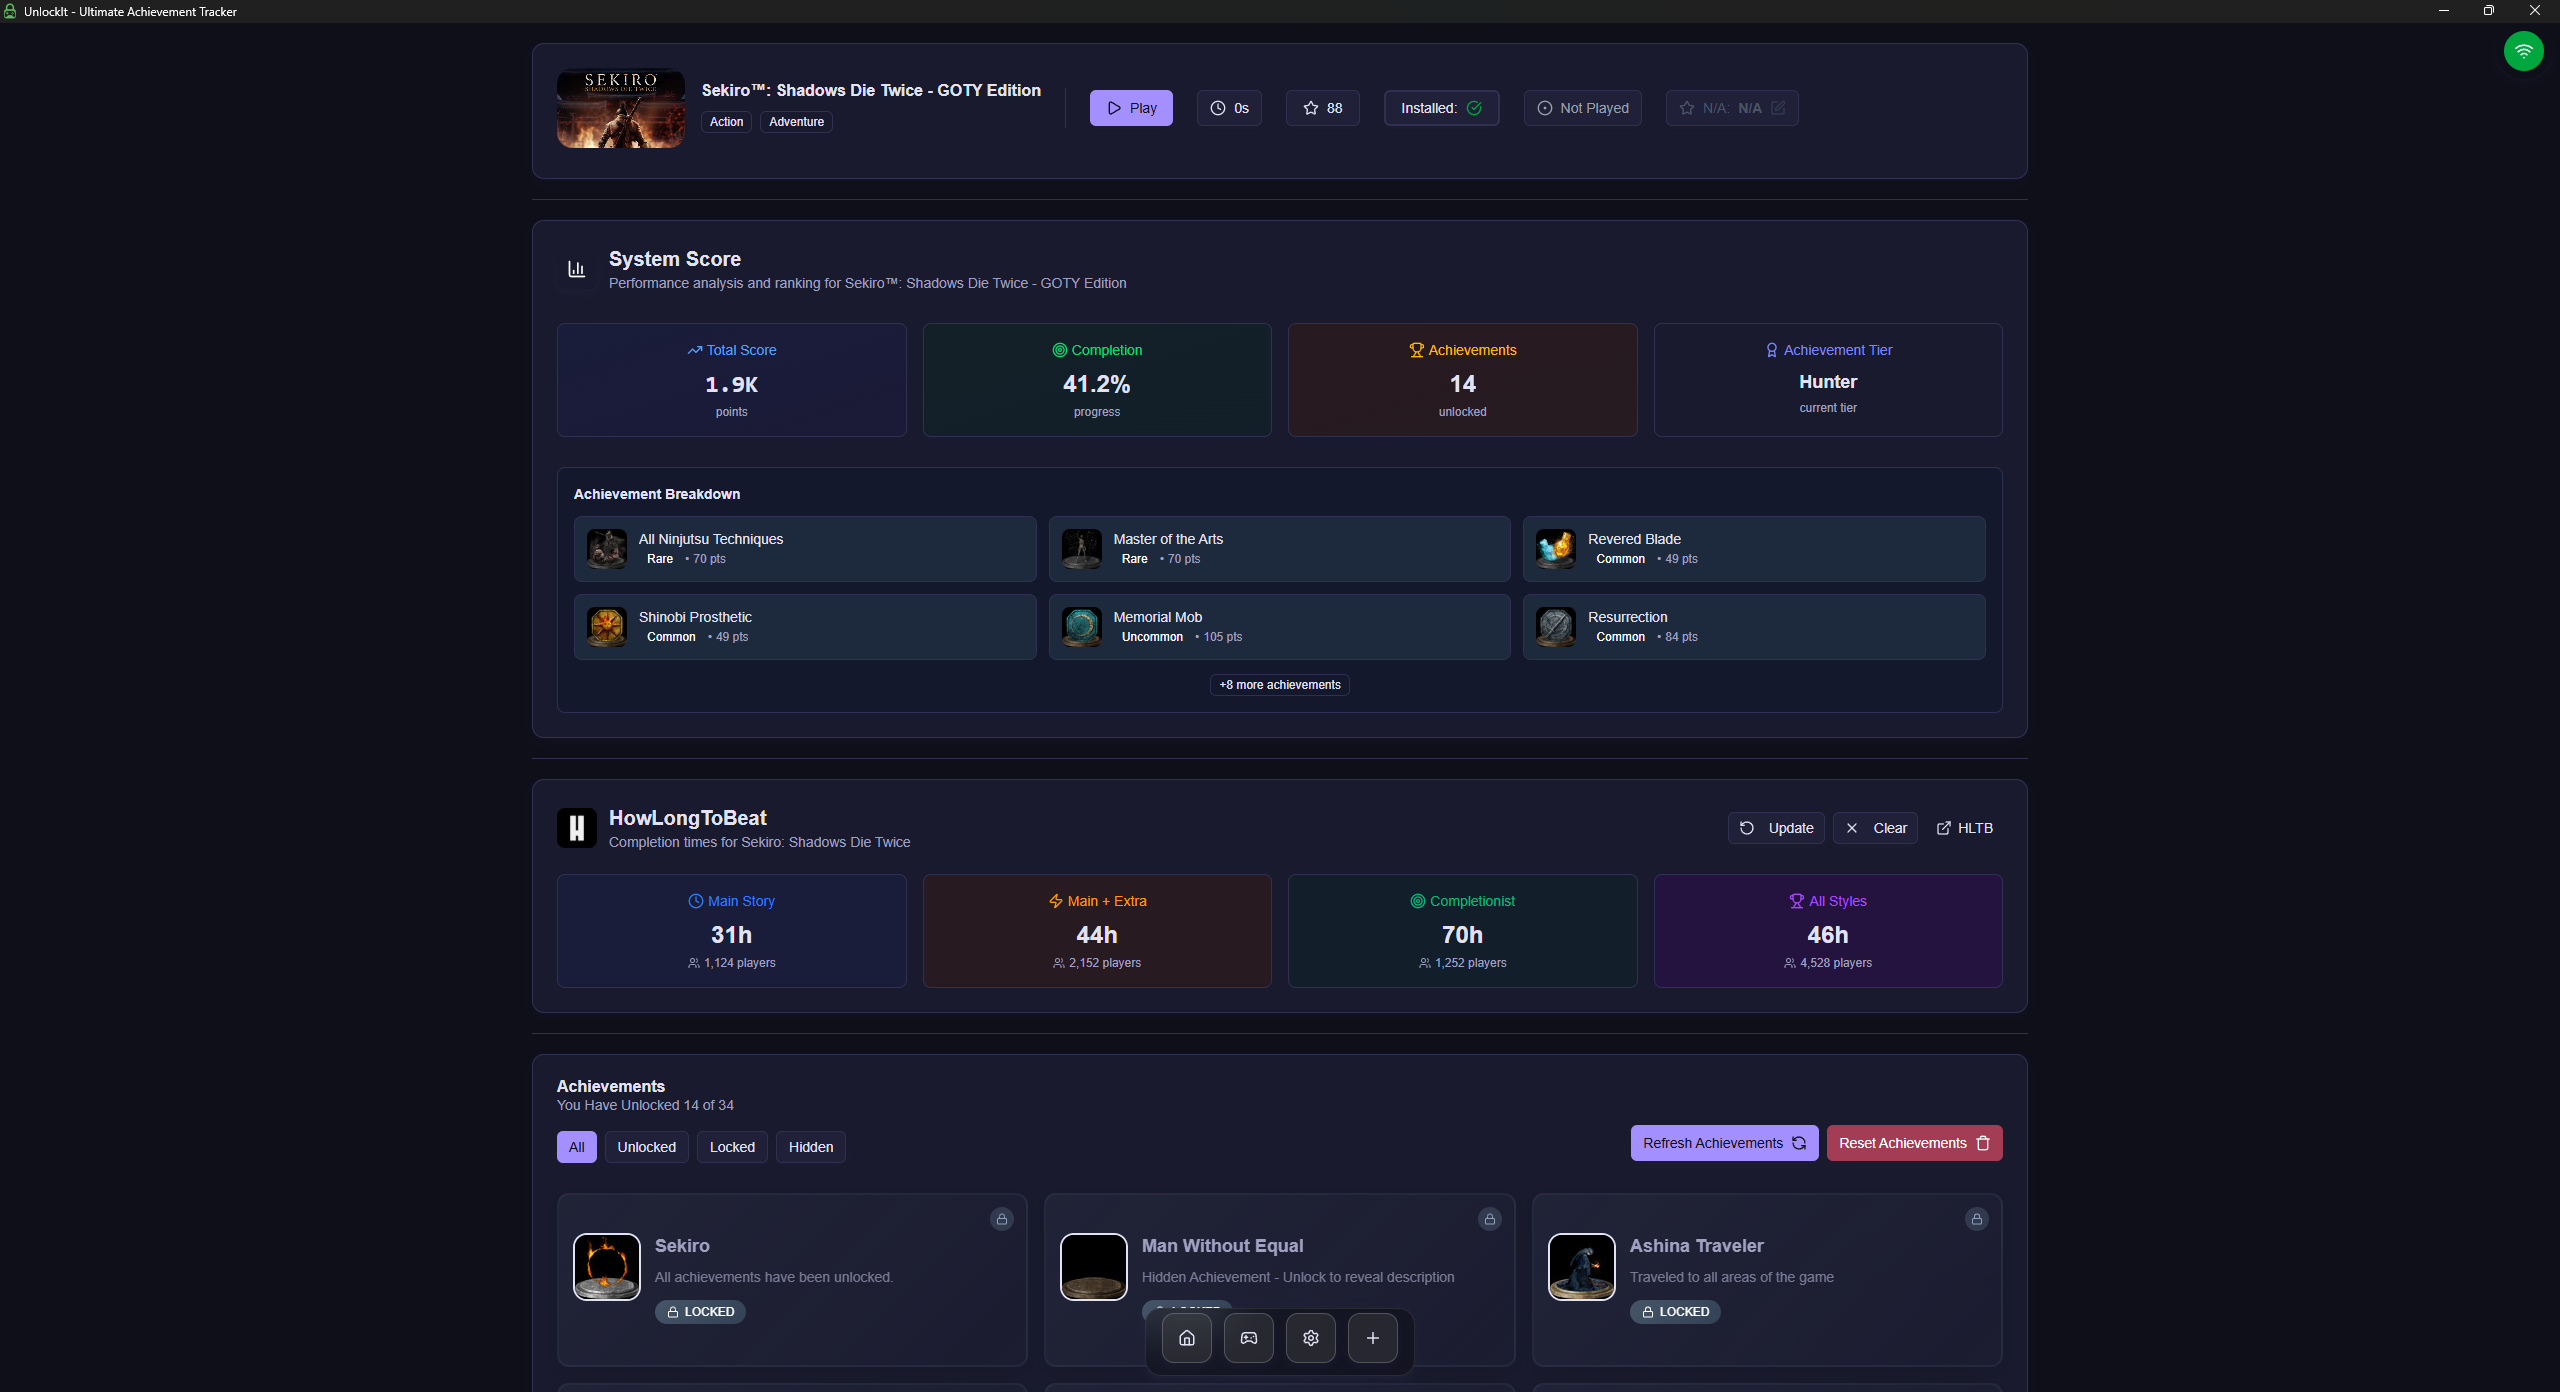 UnlockIt - Ultimate Achievement Tracker
SEKIRO
SHADOWS DIE TWICE
Sekiro™: Shadows Die Twice - GOTY Edition
Action
Adventure
Play
0s
88
Installed:
Not Played
N/A: N/A
System Score
Performance analysis and ranking for Sekiro™: Shadows Die Twice - GOTY Edition
Total Score
1.9K
points
Completion
41.2%
progress
Achievements
14
unlocked
Achievement Tier
Hunter
current tier
Achievement Breakdown
All Ninjutsu Techniques
Rare • 70 pts
Master of the Arts
Rare • 70 pts
Revered Blade
Common • 49 pts
Shinobi Prosthetic
Common • 49 pts
Memorial Mob
Uncommon • 105 pts
Resurrection
Common • 84 pts
+8 more achievements
HowLongToBeat
Completion times for Sekiro: Shadows Die Twice
Update
Clear
HLTB
Main Story
31h
1,124 players
Main + Extra
44h
2,152 players
Completionist
70h
1,252 players
All Styles
46h
4,528 players
Achievements
You Have Unlocked 14 of 34
All
Unlocked
Locked
Hidden
Refresh Achievements
Reset Achievements
Sekiro
All achievements have been unlocked.
LOCKED
Man Without Equal
Hidden Achievement - Unlock to reveal description
Ashina Traveler
Traveled to all areas of the game
LOCKED